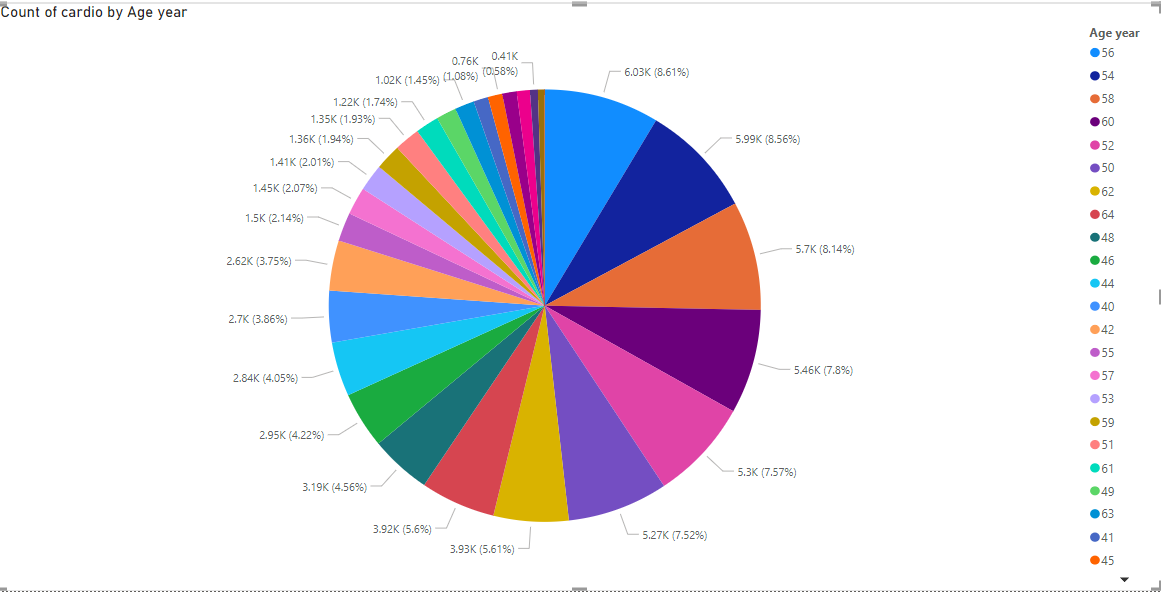 Count of cardio by Age year
Age year
56
54
58
60
52
50
62
64
48
46
44
40
42
55
57
53
59
51
61
49
63
41
45
6.03K (8.61%)
5.99K (8.56%)
5.7K (8.14%)
5.46K (7.8%)
5.3K (7.57%)
5.27K (7.52%)
3.93K (5.61%)
3.92K (5.6%)
3.19K (4.56%)
2.95K (4.22%)
2.84K (4.05%)
2.7K (3.86%)
2.62K (3.75%)
1.5K (2.14%)
1.45K (2.07%)
1.41K (2.01%)
1.36K (1.94%)
1.35K (1.93%)
1.22K (1.74%)
1.02K (1.45%)
0.76K
(1.08%)
0.41K
(0.58%)